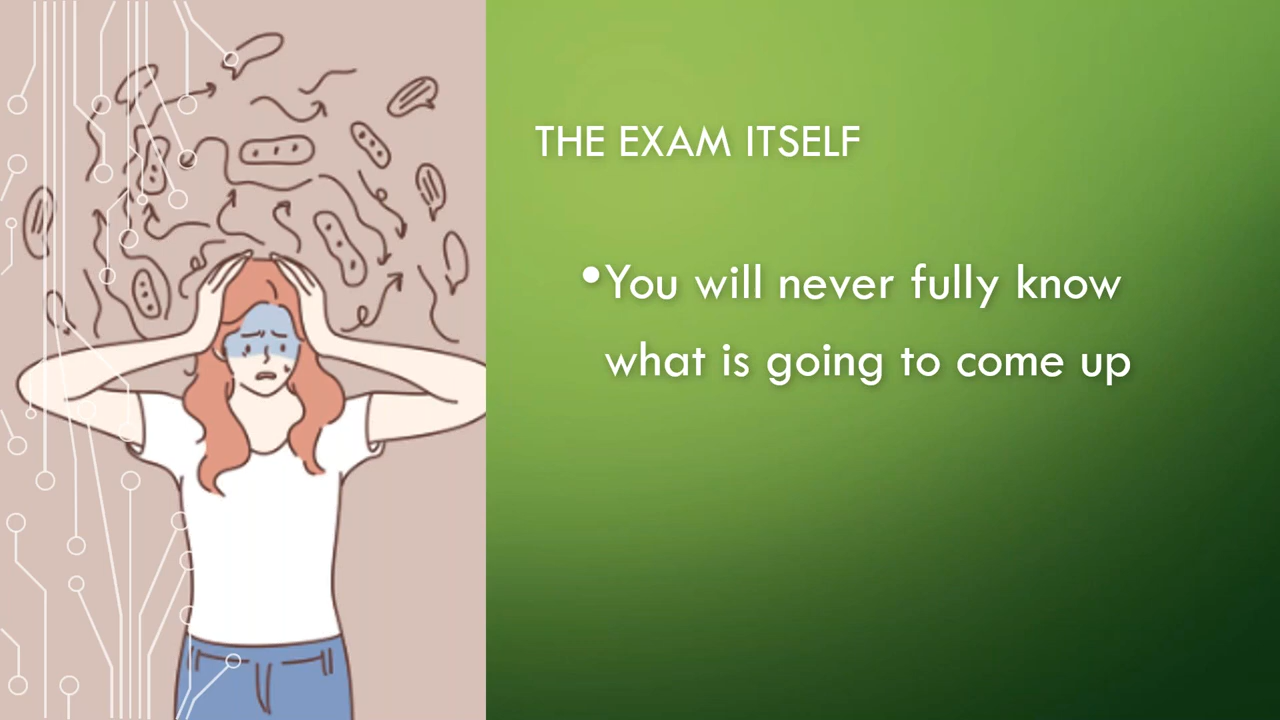 THE EXAM ITSELF
•You will never fully know
what is going to come up